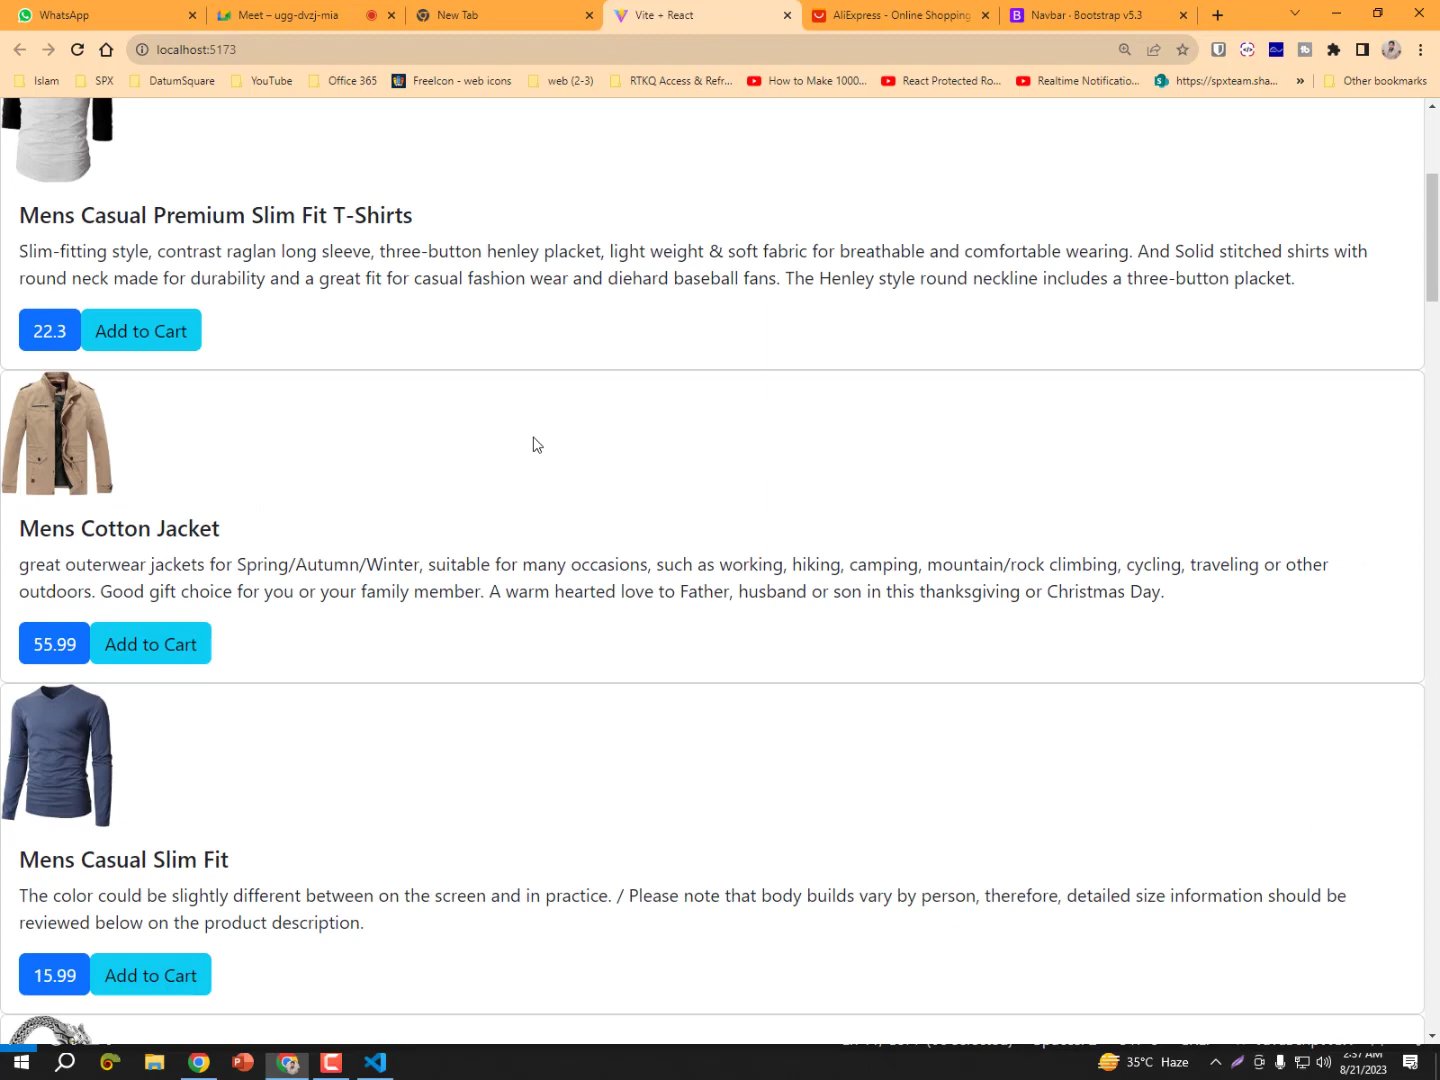 WhatsApp
Meet – ugg-dvzj-mia
New Tab
Vite + React
AliExpress - Online Shopping
Navbar · Bootstrap v5.3
localhost:5173
Islam
SPX
DatumSquare
YouTube
Office 365
FreeIcon - web icons
web (2-3)
RTKQ Access & Refr...
How to Make 1000...
React Protected Ro...
Realtime Notificatio...
https://spxteam.sha...
»
Other bookmarks
Mens Casual Premium Slim Fit T-Shirts
Slim-fitting style, contrast raglan long sleeve, three-button henley placket, light weight & soft fabric for breathable and comfortable wearing. And Solid stitched shirts with
round neck made for durability and a great fit for casual fashion wear and diehard baseball fans. The Henley style round neckline includes a three-button placket.
22.3 Add to Cart
Mens Cotton Jacket
great outerwear jackets for Spring/Autumn/Winter, suitable for many occasions, such as working, hiking, camping, mountain/rock climbing, cycling, traveling or other
outdoors. Good gift choice for you or your family member. A warm hearted love to Father, husband or son in this thanksgiving or Christmas Day.
55.99 Add to Cart
Mens Casual Slim Fit
The color could be slightly different between on the screen and in practice. / Please note that body builds vary by person, therefore, detailed size information should be
reviewed below on the product description.
15.99 Add to Cart
35°C Haze
2:37 AM
8/21/2023